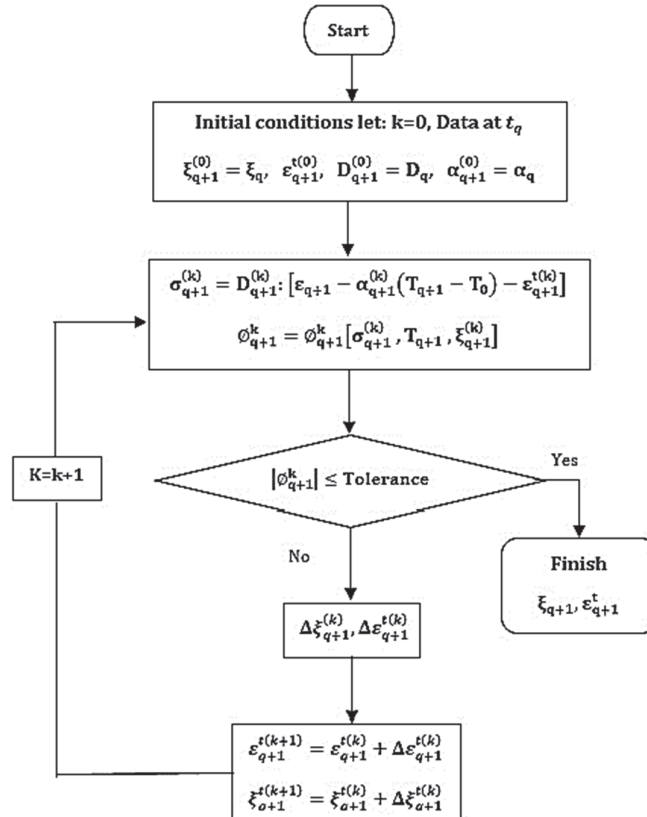 Start
Initial conditions let: k=0, Data at t_q
ξ_{q+1}^{(0)} = ξ_q, ε_{q+1}^{t(0)}, D_{q+1}^{(0)} = D_q, α_{q+1}^{(0)} = α_q
σ_{q+1}^{(k)} = D_{q+1}^{(k)}: [ε_{q+1} − α_{q+1}^{(k)}(T_{q+1} − T_0) − ε_{q+1}^{t(k)}]
∅_{q+1}^{k} = ∅_{q+1}^{k}[σ_{q+1}^{(k)}, T_{q+1}, ξ_{q+1}^{(k)}]
K=k+1
|∅_{q+1}^{k}| ≤ Tolerance
Yes
No
Finish
ξ_{q+1}, ε_{q+1}^{t}
Δξ_{q+1}^{(k)}, Δε_{q+1}^{t(k)}
ε_{q+1}^{t(k+1)} = ε_{q+1}^{t(k)} + Δε_{q+1}^{t(k)}
ξ_{q+1}^{t(k+1)} = ξ_{q+1}^{t(k)} + Δξ_{q+1}^{t(k)}